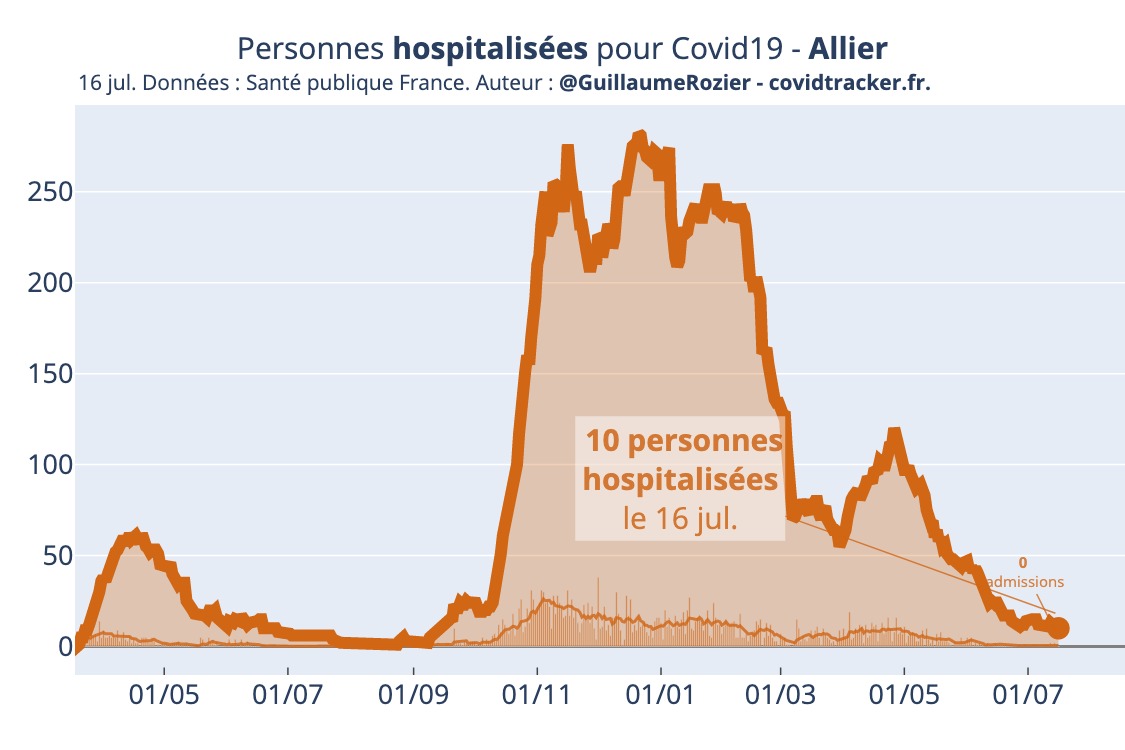 Personnes hospitalisées pour Covid19 - Allier
16 jul. Données : Santé publique France. Auteur : @GuillaumeRozier - covidtracker.fr.
250
200
150
100
50
0
10 personnes
hospitalisées
le 16 jul.
0
admissions
01/05 01/07 01/09 01/11 01/01 01/03 01/05 01/07